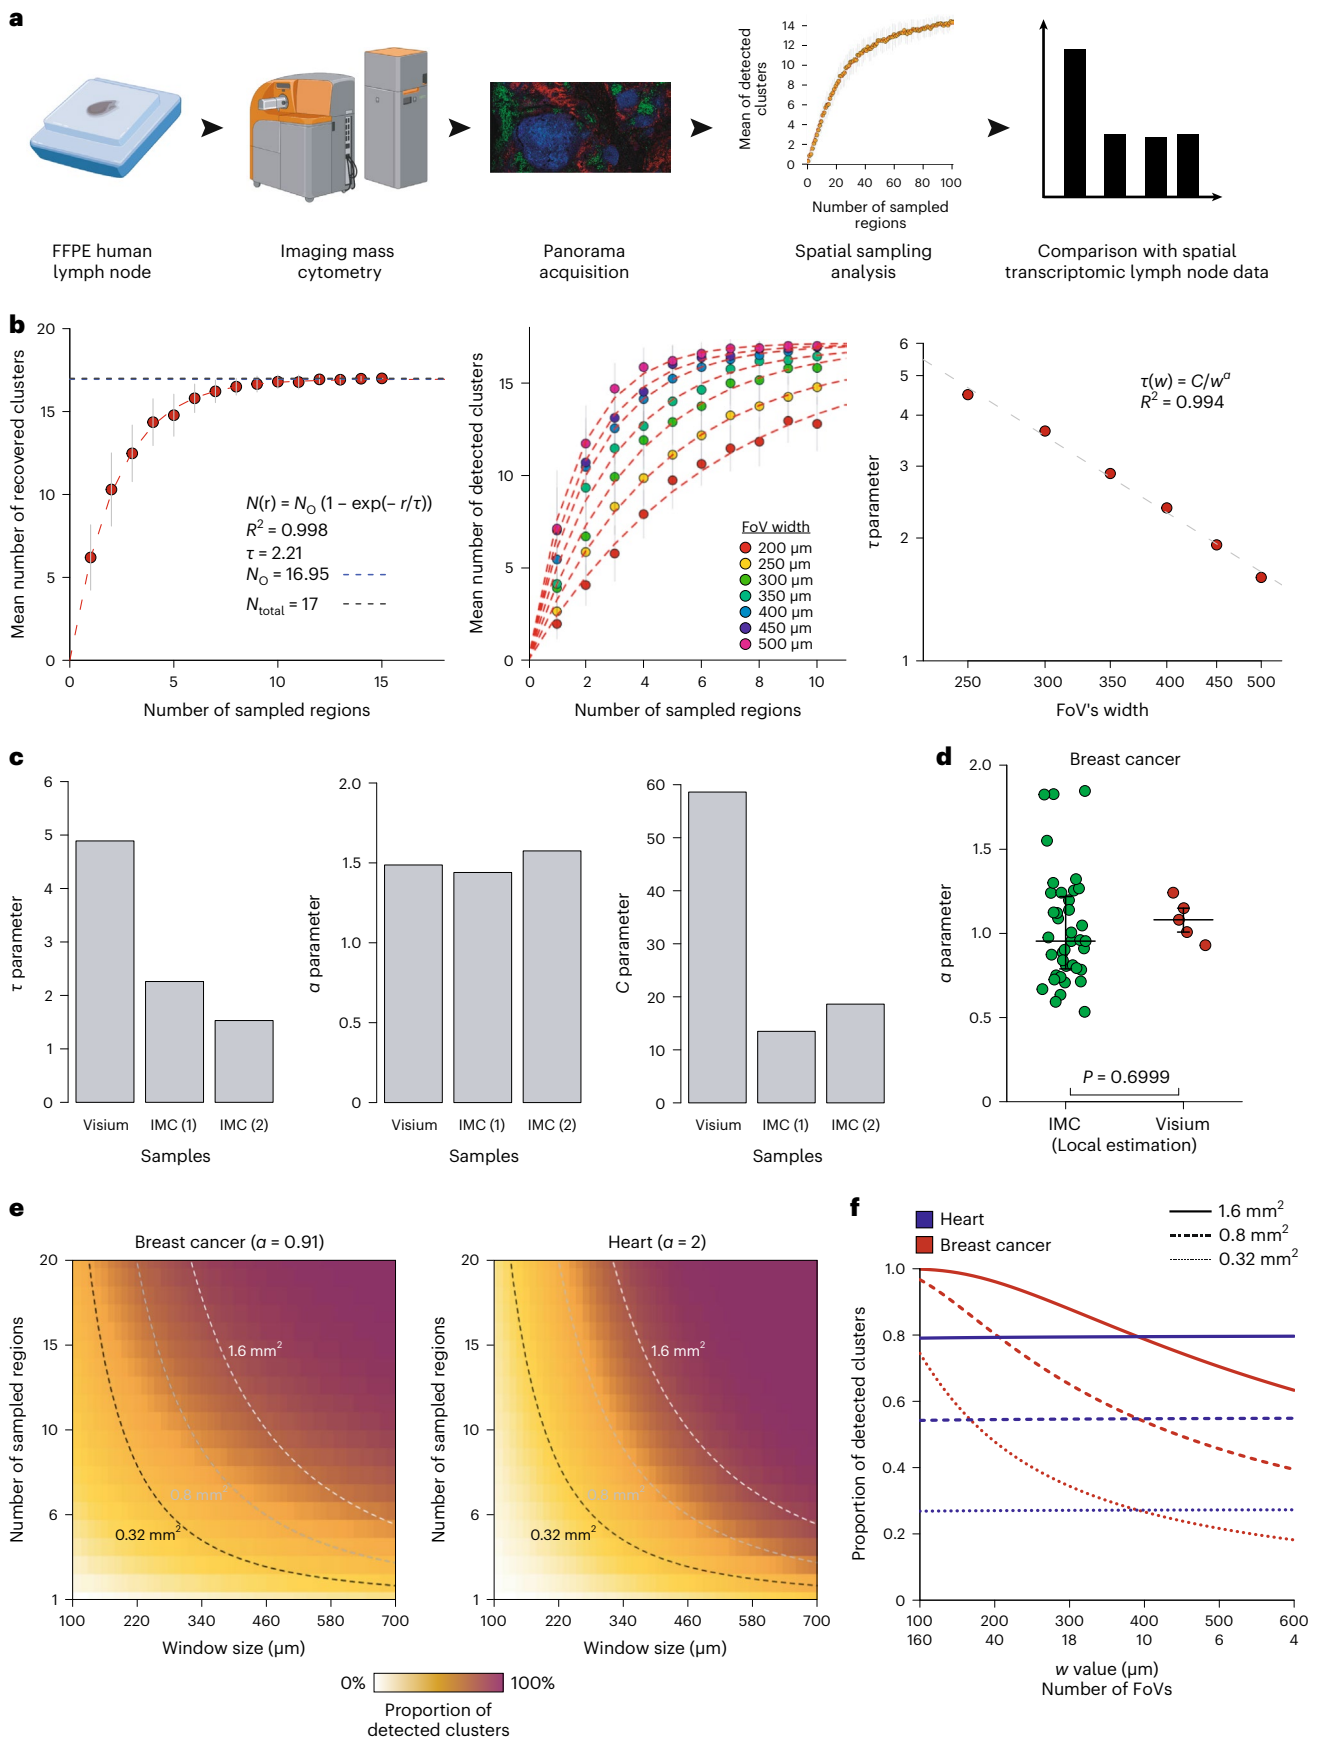 a
Mean of detected
clusters
14
12
10
8
6
4
2
0
0 20 40 60 80 100
Number of sampled
regions
FFPE human
lymph node
Imaging mass
cytometry
Panorama
acquisition
Spatial sampling
analysis
Comparison with spatial
transcriptomic lymph node data
b
Mean number of recovered clusters
20
15
10
5
0
N(r) = N_O (1 − exp(− r/τ))
R² = 0.998
τ = 2.21
N_O = 16.95
N_total = 17
0 5 10 15
Number of sampled regions
Mean number of detected clusters
15
10
5
0
FoV width
200 µm
250 µm
300 µm
350 µm
400 µm
450 µm
500 µm
0 2 4 6 8 10
Number of sampled regions
τ parameter
6
5
4
3
2
1
τ(w) = C/w^α
R² = 0.994
250 300 350 400 450 500
FoV's width
c
τ parameter
6
5
4
3
2
1
0
Visium IMC (1) IMC (2)
Samples
α parameter
2.0
1.5
1.0
0.5
0
Visium IMC (1) IMC (2)
Samples
C parameter
60
50
40
30
20
10
0
Visium IMC (1) IMC (2)
Samples
d
Breast cancer
α parameter
2.0
1.5
1.0
0.5
0
P = 0.6999
IMC Visium
(Local estimation)
e
Breast cancer (α = 0.91)
Number of sampled regions
20
15
10
6
1
1.6 mm²
0.8 mm²
0.32 mm²
100 220 340 460 580 700
Window size (µm)
Heart (α = 2)
Number of sampled regions
20
15
10
6
1
1.6 mm²
0.8 mm²
0.32 mm²
100 220 340 460 580 700
Window size (µm)
0% 100%
Proportion of
detected clusters
f
Heart
Breast cancer
1.6 mm²
0.8 mm²
0.32 mm²
Proportion of detected clusters
1.0
0.8
0.6
0.4
0.2
0
100 200 300 400 500 600
160 40 18 10 6 4
w value (µm)
Number of FoVs